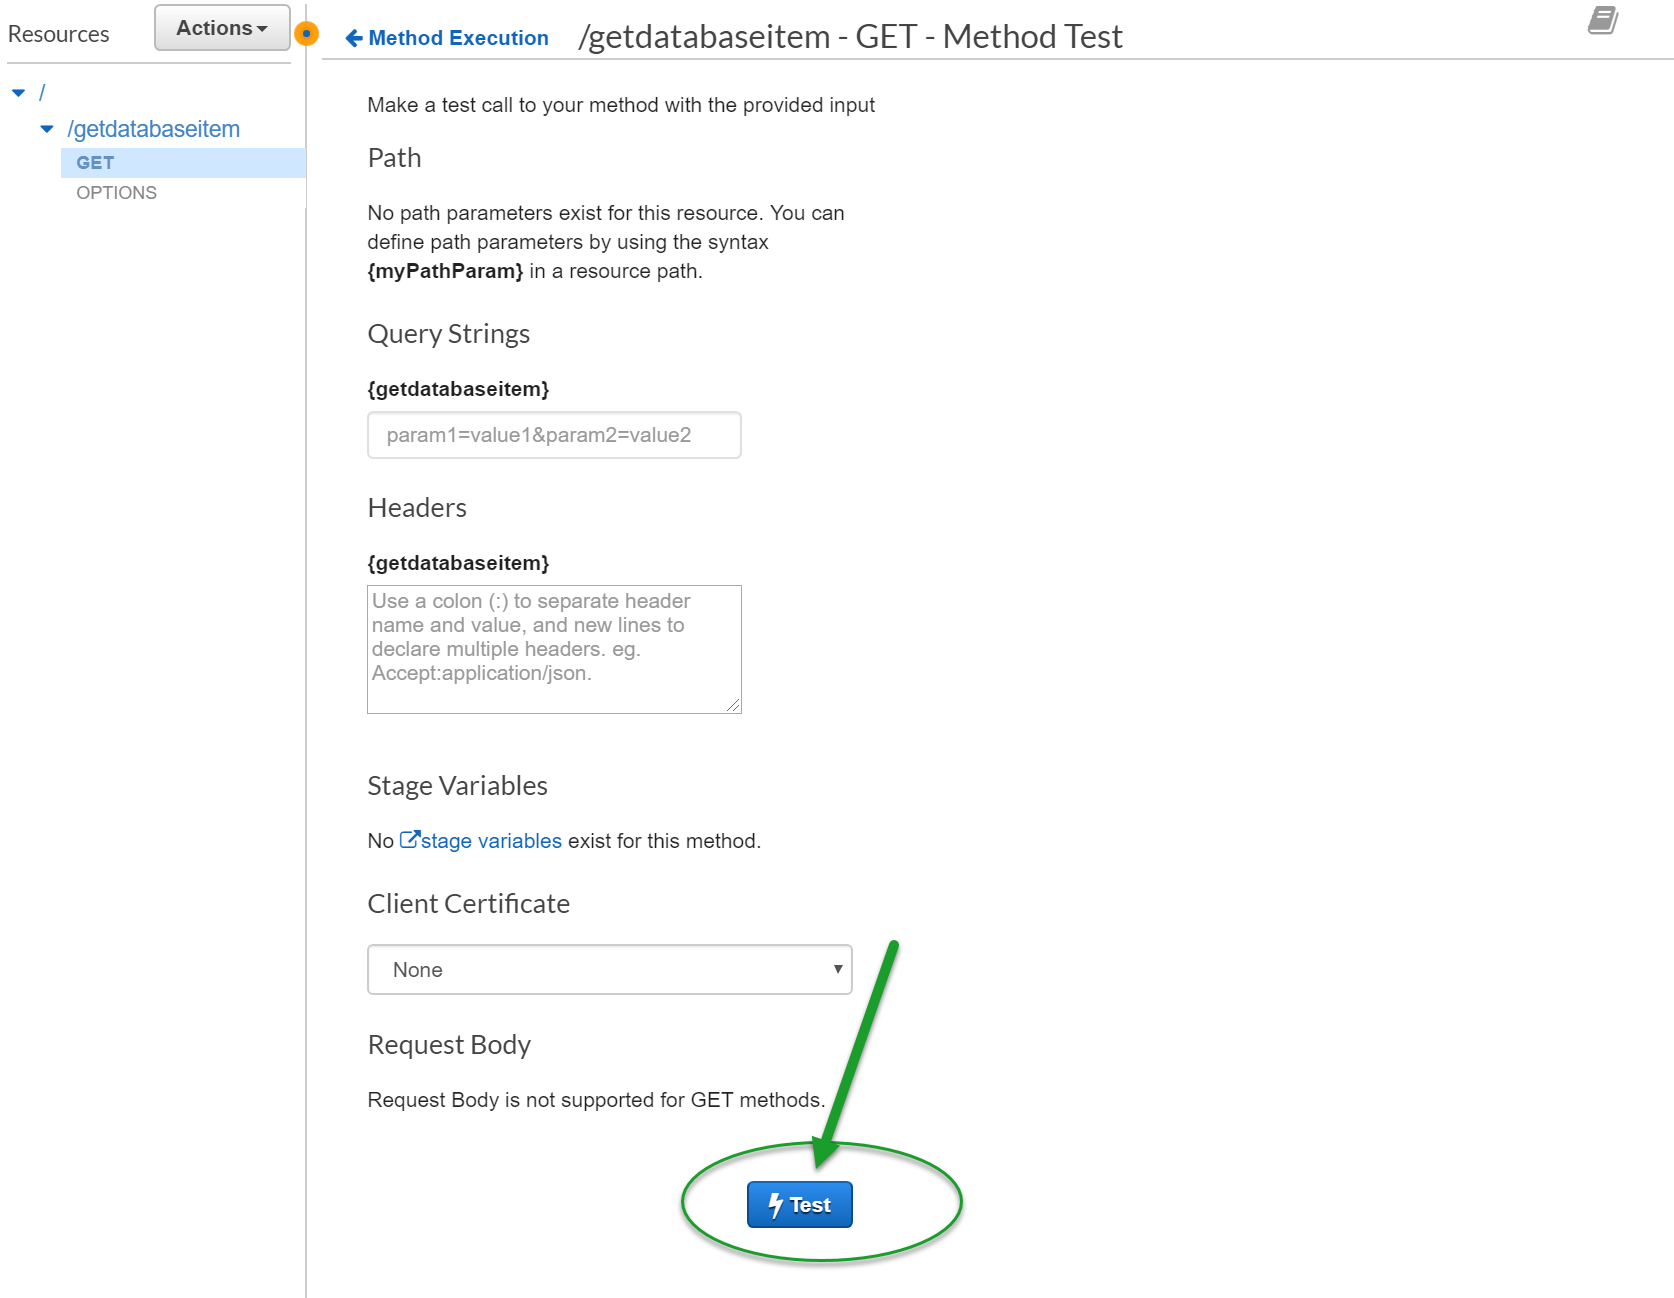 Resources
Actions
Method Execution
/getdatabaseitem - GET - Method Test
/
/getdatabaseitem
GET
OPTIONS
Make a test call to your method with the provided input
Path
No path parameters exist for this resource. You can
define path parameters by using the syntax
{myPathParam} in a resource path.
Query Strings
{getdatabaseitem}
param1=value1&param2=value2
Headers
{getdatabaseitem}
Use a colon (:) to separate header
name and value, and new lines to
declare multiple headers. eg.
Accept:application/json.
Stage Variables
No stage variables exist for this method.
Client Certificate
None
Request Body
Request Body is not supported for GET methods.
Test